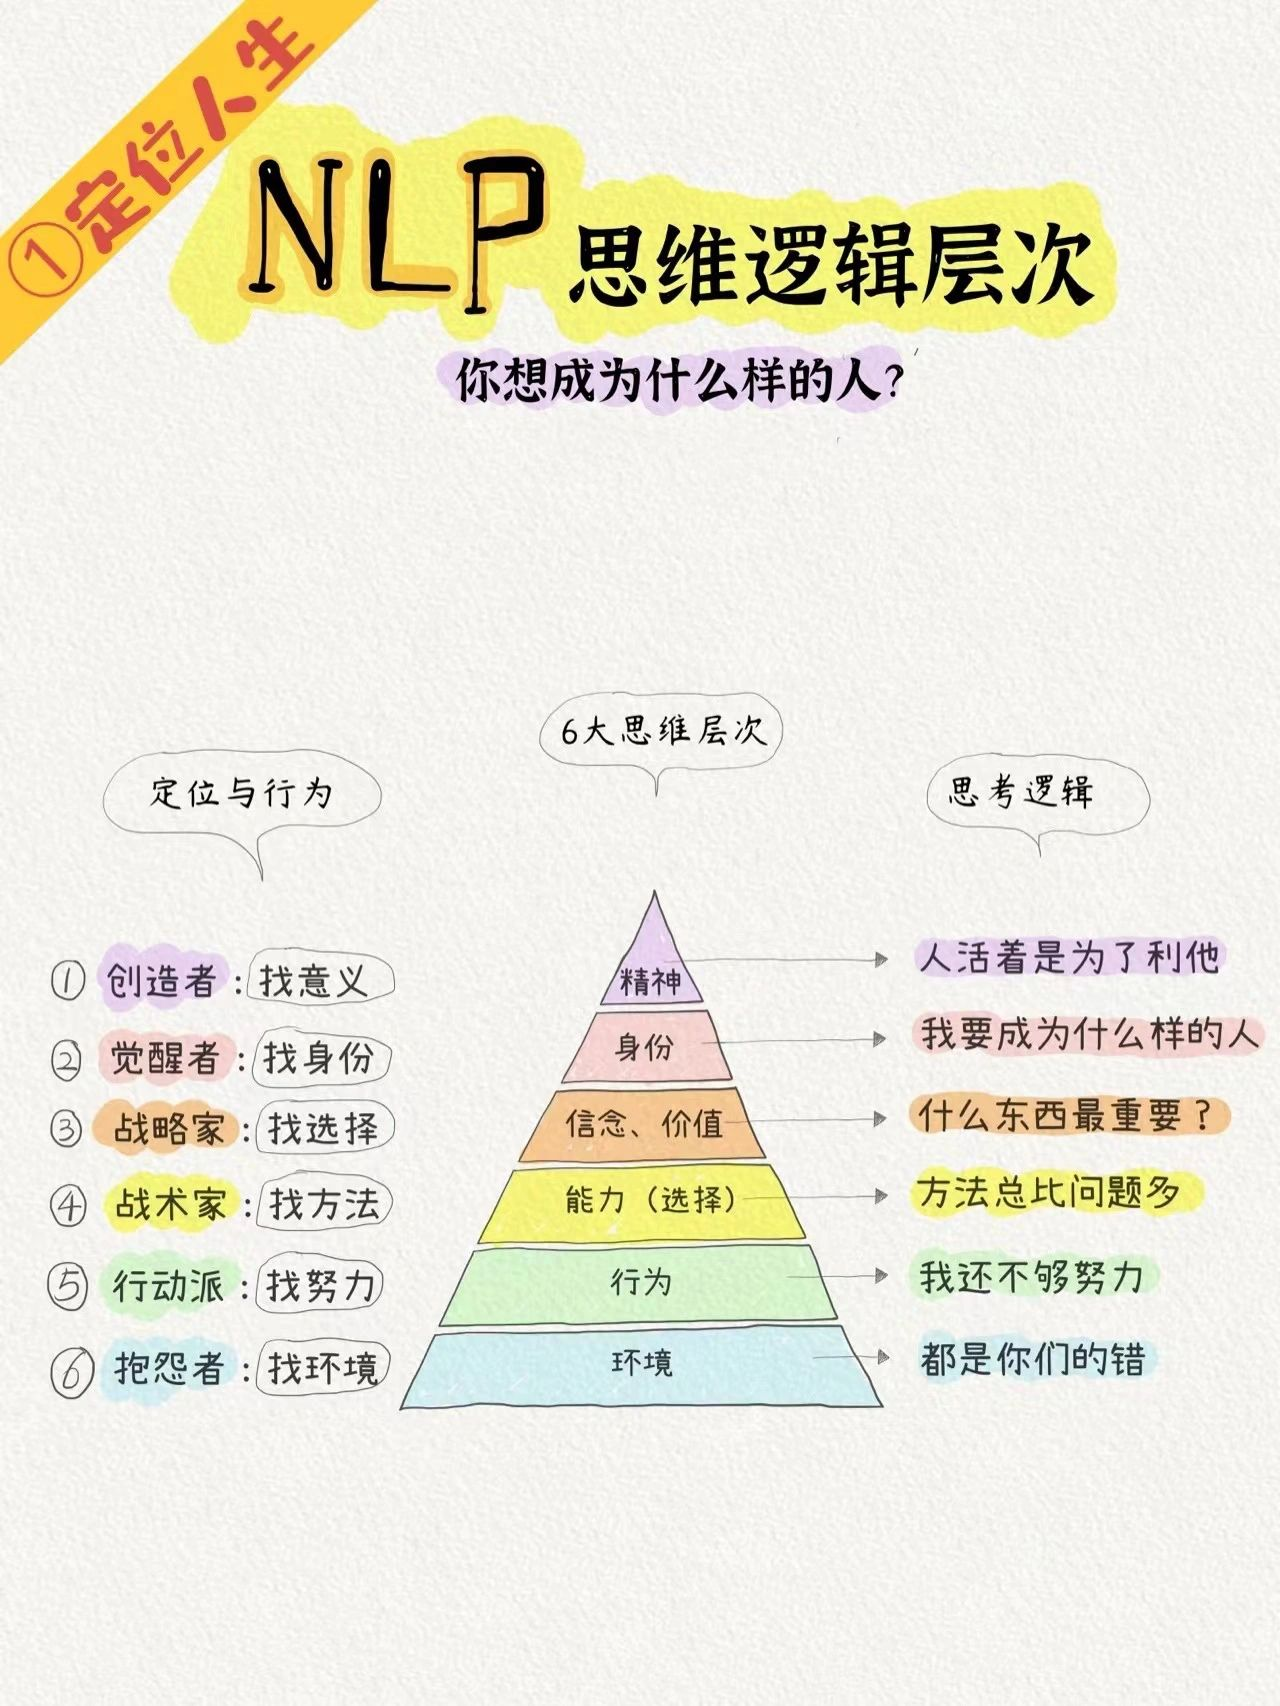 ①定位人生
NLP 思维逻辑层次
你想成为什么样的人?
6大思维层次
定位与行为
思考逻辑
① 创造者：找意义
精神
人活着是为了利他
② 觉醒者：找身份
身份
我要成为什么样的人
③ 战略家：找选择
信念、价值
什么东西最重要？
④ 战术家：找方法
能力（选择）
方法总比问题多
⑤ 行动派：找努力
行为
我还不够努力
⑥ 抱怨者：找环境
环境
都是你们的错